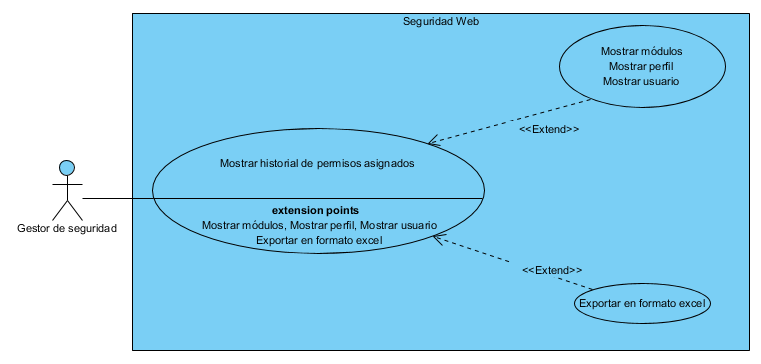 Seguridad Web
Mostrar módulos
Mostrar perfil
Mostrar usuario
<<Extend>>
Mostrar historial de permisos asignados
extension points
Mostrar módulos, Mostrar perfil, Mostrar usuario
Exportar en formato excel
Gestor de seguridad
<<Extend>>
Exportar en formato excel